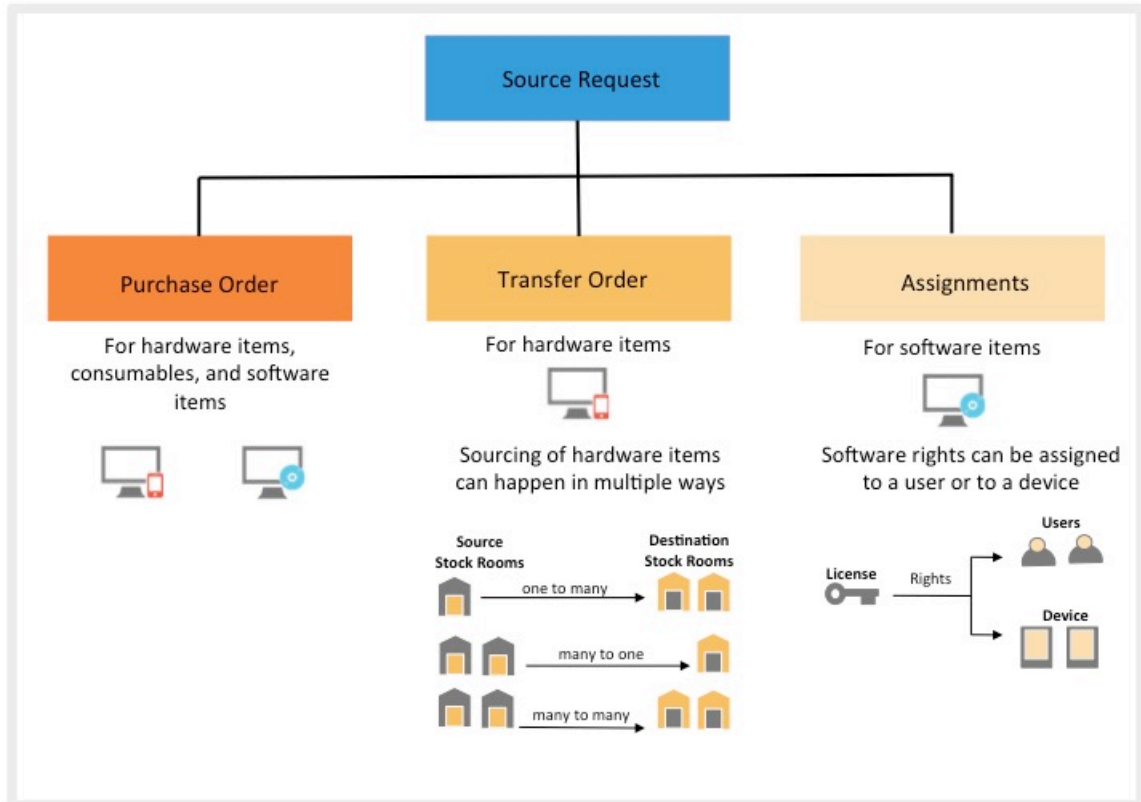 Source Request
Purchase Order
For hardware items,
consumables, and software
items
Transfer Order
For hardware items
Sourcing of hardware items
can happen in multiple ways
Source
Stock Rooms
Destination
Stock Rooms
one to many
many to one
many to many
Assignments
For software items
Software rights can be assigned
to a user or to a device
Users
License
Rights
Device